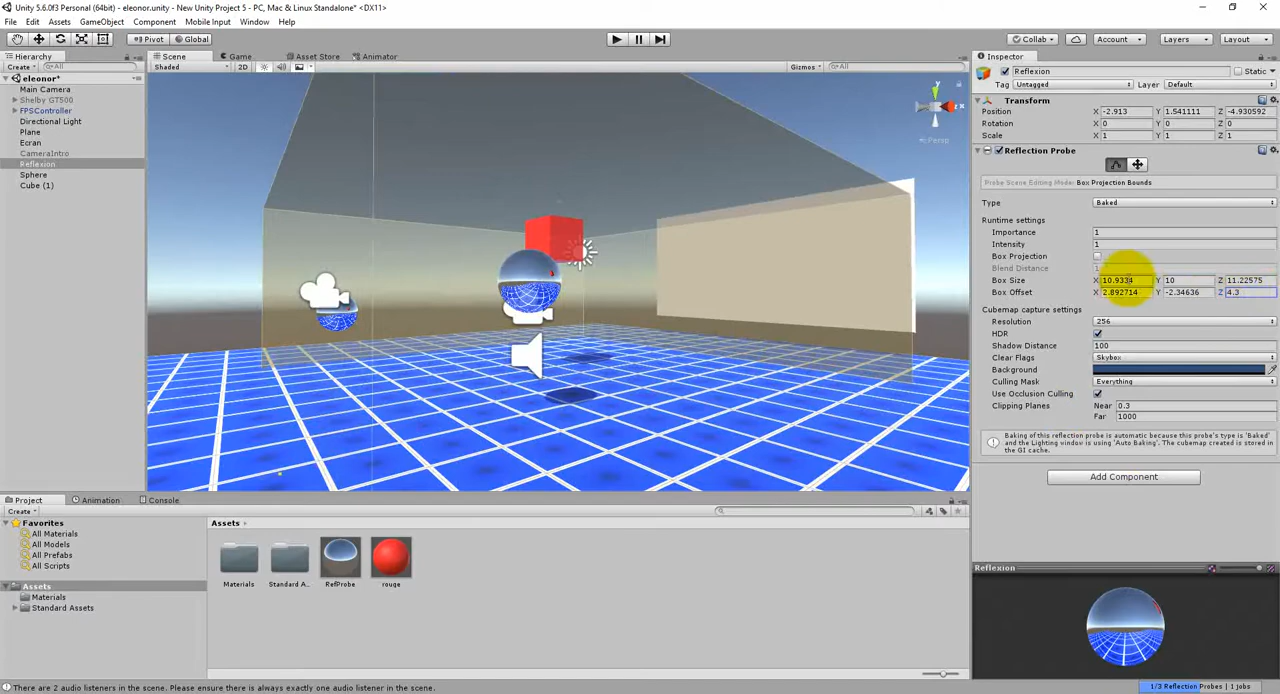 Unity 5.6.0f3 Personal (64bit) - eleonor.unity - New Unity Project 5 - PC, Mac & Linux Standalone* <DX11>
File Edit Assets GameObject Component Mobile Input Window Help
Pivot Global Collab Account Layers Layout
Hierarchy Scene Game Asset Store Animator Inspector
Create All Shaded 2D Gizmos All
eleonor*
Main Camera
Shelby GT500
FPSController
Directional Light
Plane
Ecran
CameraIntro
Reflexion
Sphere
Cube (1)
y
x
Persp
Reflexion Static
Tag Untagged Layer Default
Transform
Position X -2.913 Y 1.541111 Z -4.930592
Rotation X 0 Y 0 Z 0
Scale X 1 Y 1 Z 1
Reflection Probe
Probe Scene Editing Mode: Box Projection Bounds
Type Baked
Runtime settings
Importance 1
Intensity 1
Box Projection
Blend Distance 1
Box Size X 10.9334 Y 10 Z 11.22575
Box Offset X 2.892714 Y -2.34636 Z 4.3
Cubemap capture settings
Resolution 256
HDR
Shadow Distance 100
Clear Flags Skybox
Background
Culling Mask Everything
Use Occlusion Culling
Clipping Planes Near 0.3
Far 1000
Baking of this reflection probe is automatic because this probe's type is 'Baked'
and the Lighting window is using 'Auto Baking'. The cubemap created is stored in
the GI cache.
Add Component
Project Animation Console
Create
Favorites
All Materials
All Models
All Prefabs
All Scripts
Assets
Materials
Standard Assets
Assets
Materials Standard A... RefProbe rouge
Reflexion
There are 2 audio listeners in the scene. Please ensure there is always exactly one audio listener in the scene.
1/3 Reflection Probes | 1 jobs